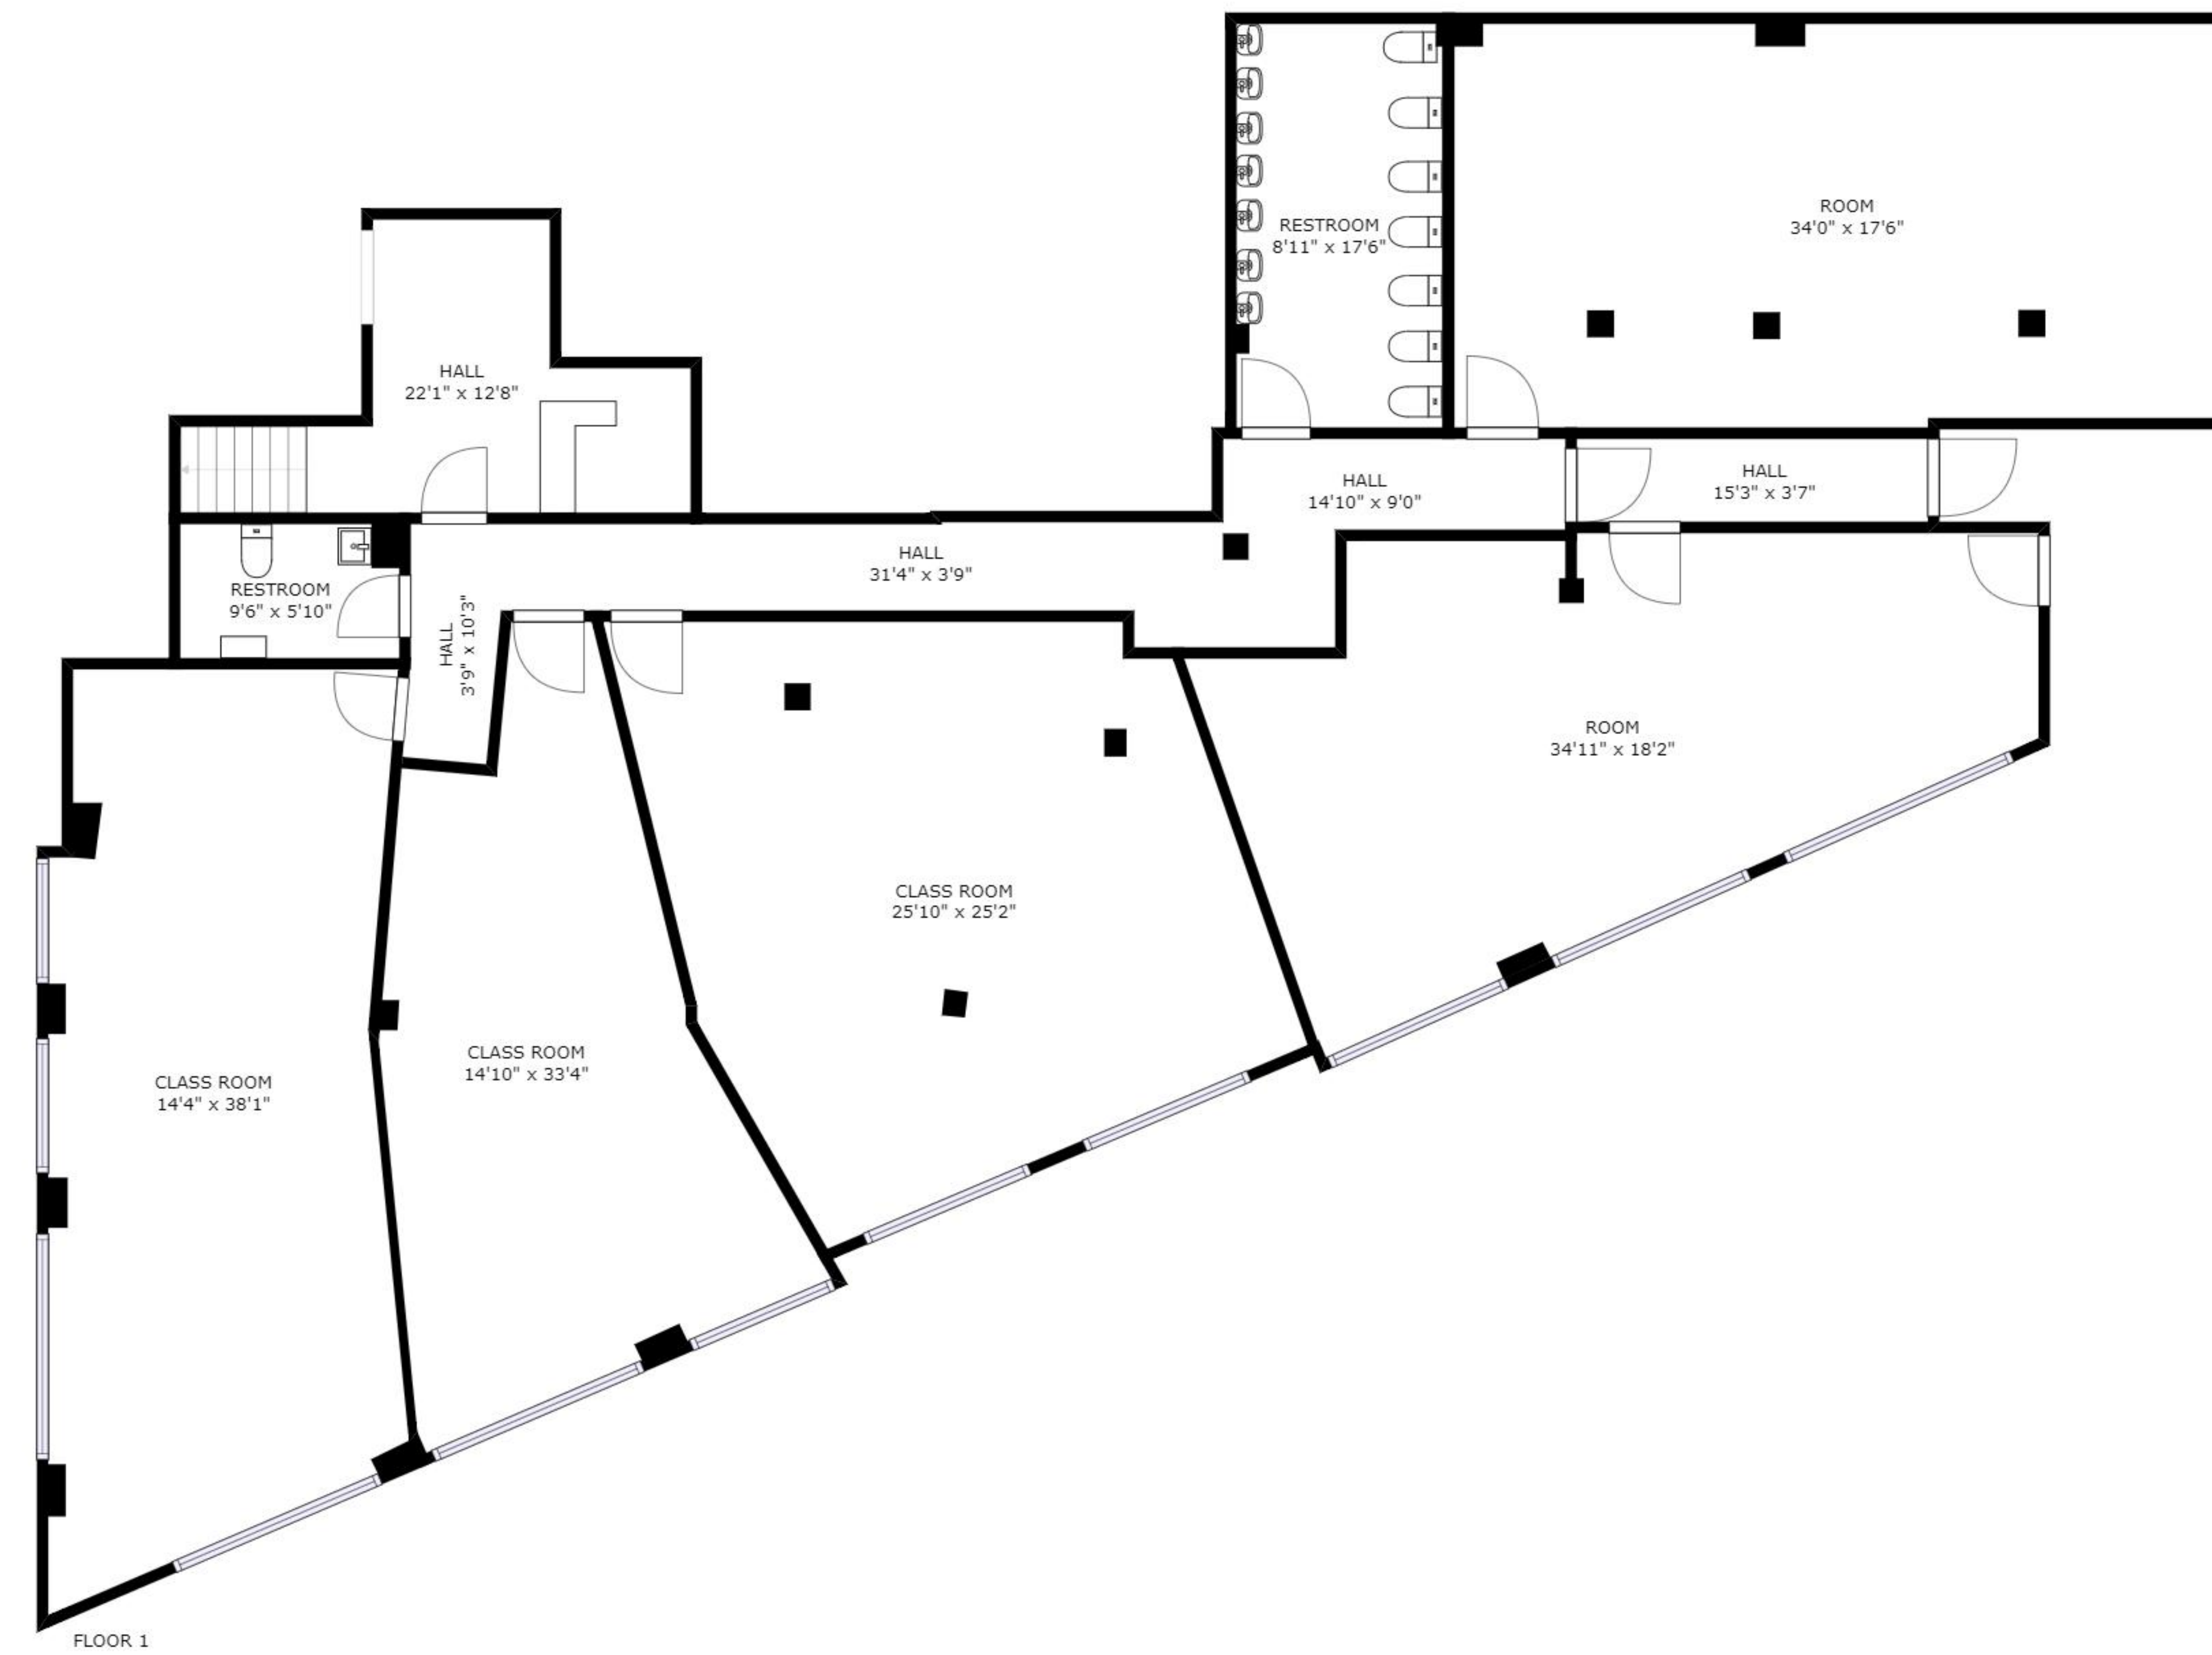 ROOM
34'0" x 17'6"
RESTROOM
8'11" x 17'6"
HALL
22'1" x 12'8"
HALL
14'10" x 9'0"
HALL
15'3" x 3'7"
HALL
31'4" x 3'9"
RESTROOM
9'6" x 5'10"
HALL
3'9" x 10'3"
ROOM
34'11" x 18'2"
CLASS ROOM
25'10" x 25'2"
CLASS ROOM
14'10" x 33'4"
CLASS ROOM
14'4" x 38'1"
FLOOR 1